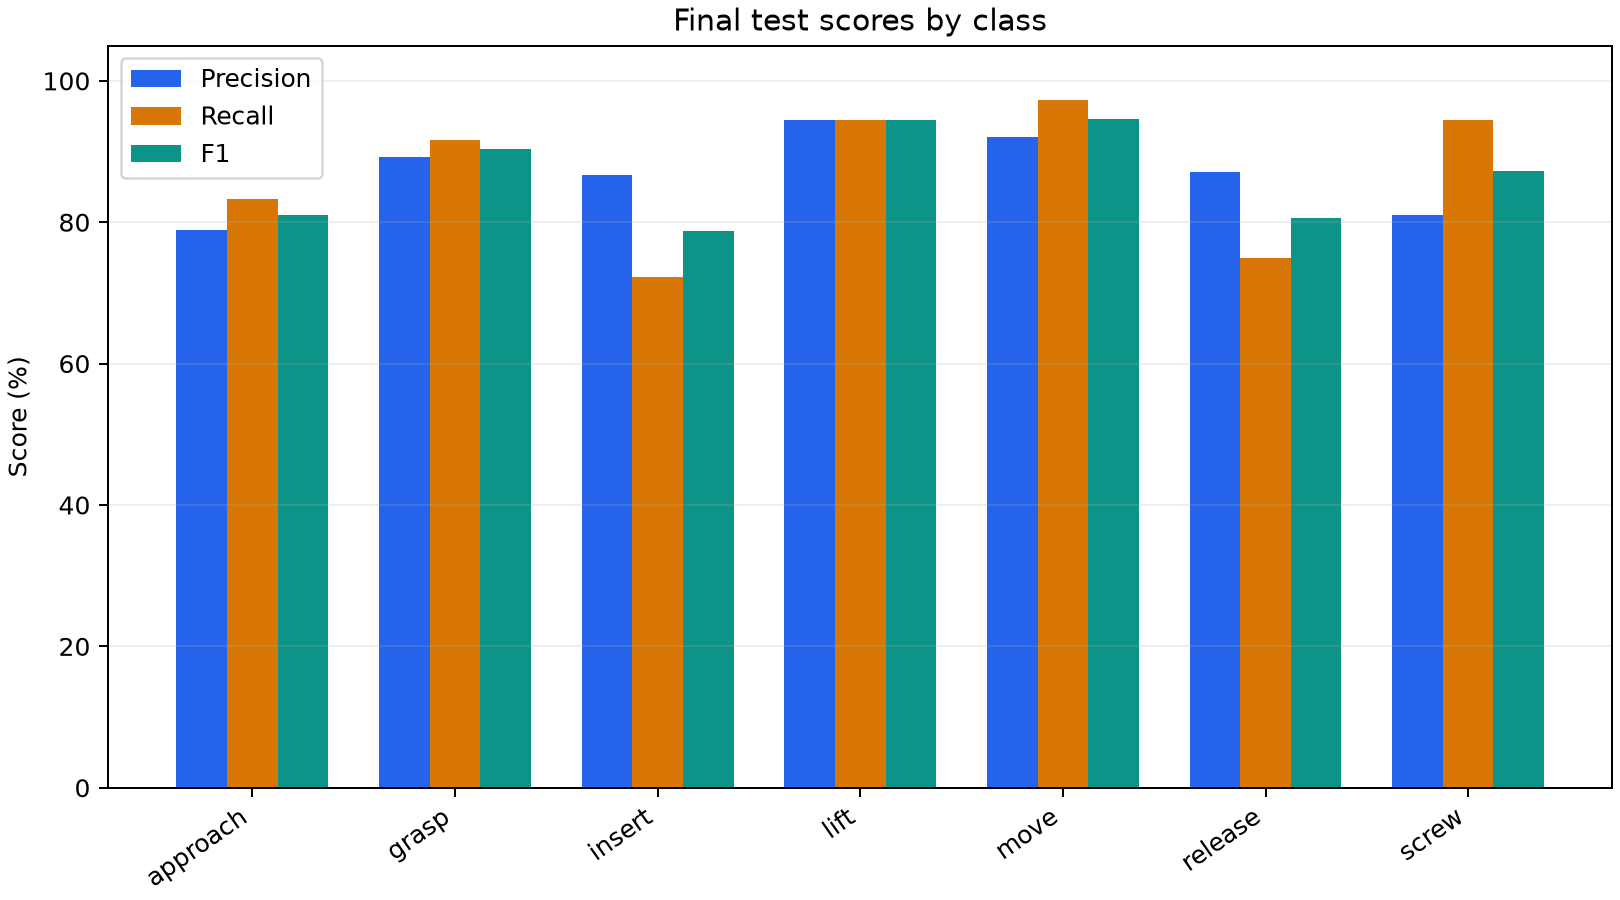 Final test scores by class
Precision
Recall
F1
Score (%)
100
80
60
40
20
0
approach
grasp
insert
lift
move
release
screw